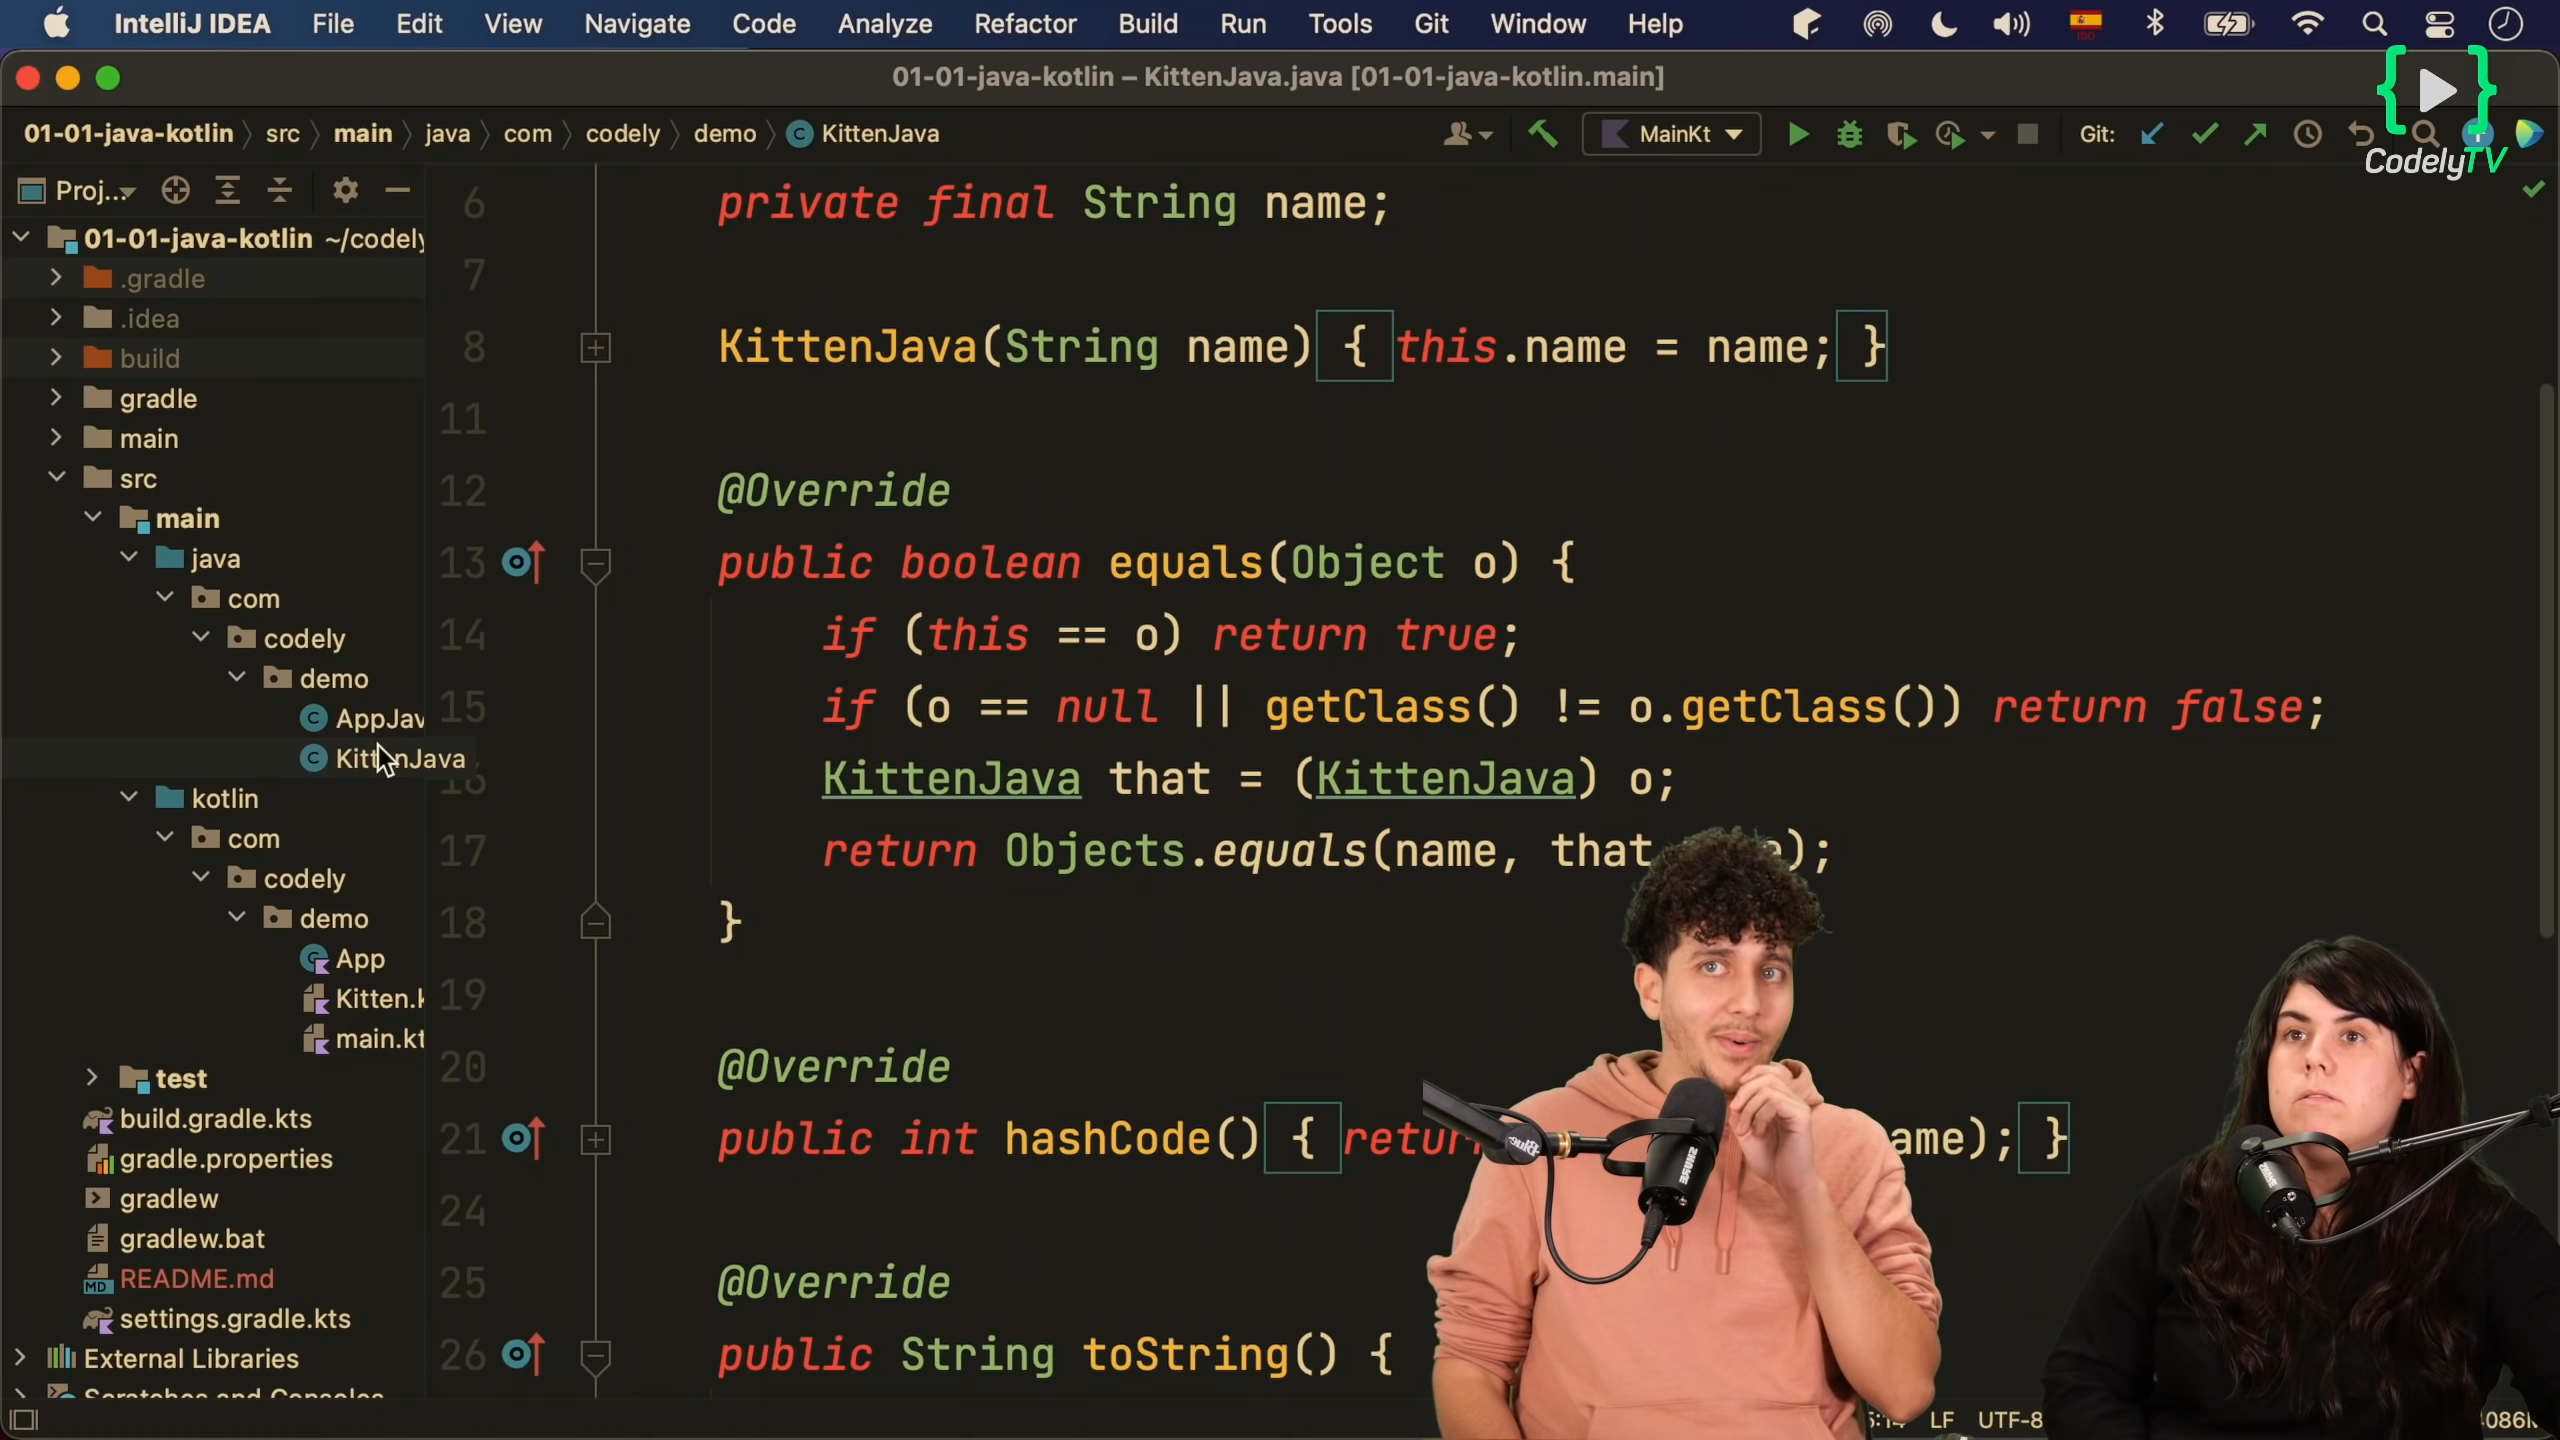 IntelliJ IDEA File Edit View Navigate Code Analyze Refactor Build Run Tools Git Window Help
01-01-java-kotlin – KittenJava.java [01-01-java-kotlin.main]
01-01-java-kotlin src main java com codely demo KittenJava MainKt Git:
CodelyTV
Proj...
01-01-java-kotlin ~/codely
.gradle
.idea
build
gradle
main
src
main
java
com
codely
demo
AppJav
KittenJava
kotlin
com
codely
demo
App
Kitten.k
main.kt
test
build.gradle.kts
gradle.properties
gradlew
gradlew.bat
README.md
settings.gradle.kts
External Libraries
Scratches and Consoles
6 private final String name;
7
8 KittenJava(String name) { this.name = name; }
11
12 @Override
13 public boolean equals(Object o) {
14 if (this == o) return true;
15 if (o == null || getClass() != o.getClass()) return false;
16 KittenJava that = (KittenJava) o;
17 return Objects.equals(name, that );
18 }
19
20 @Override
21 public int hashCode() { return ame); }
24
25 @Override
26 public String toString() {
LF UTF-8
SHURE
SHURE